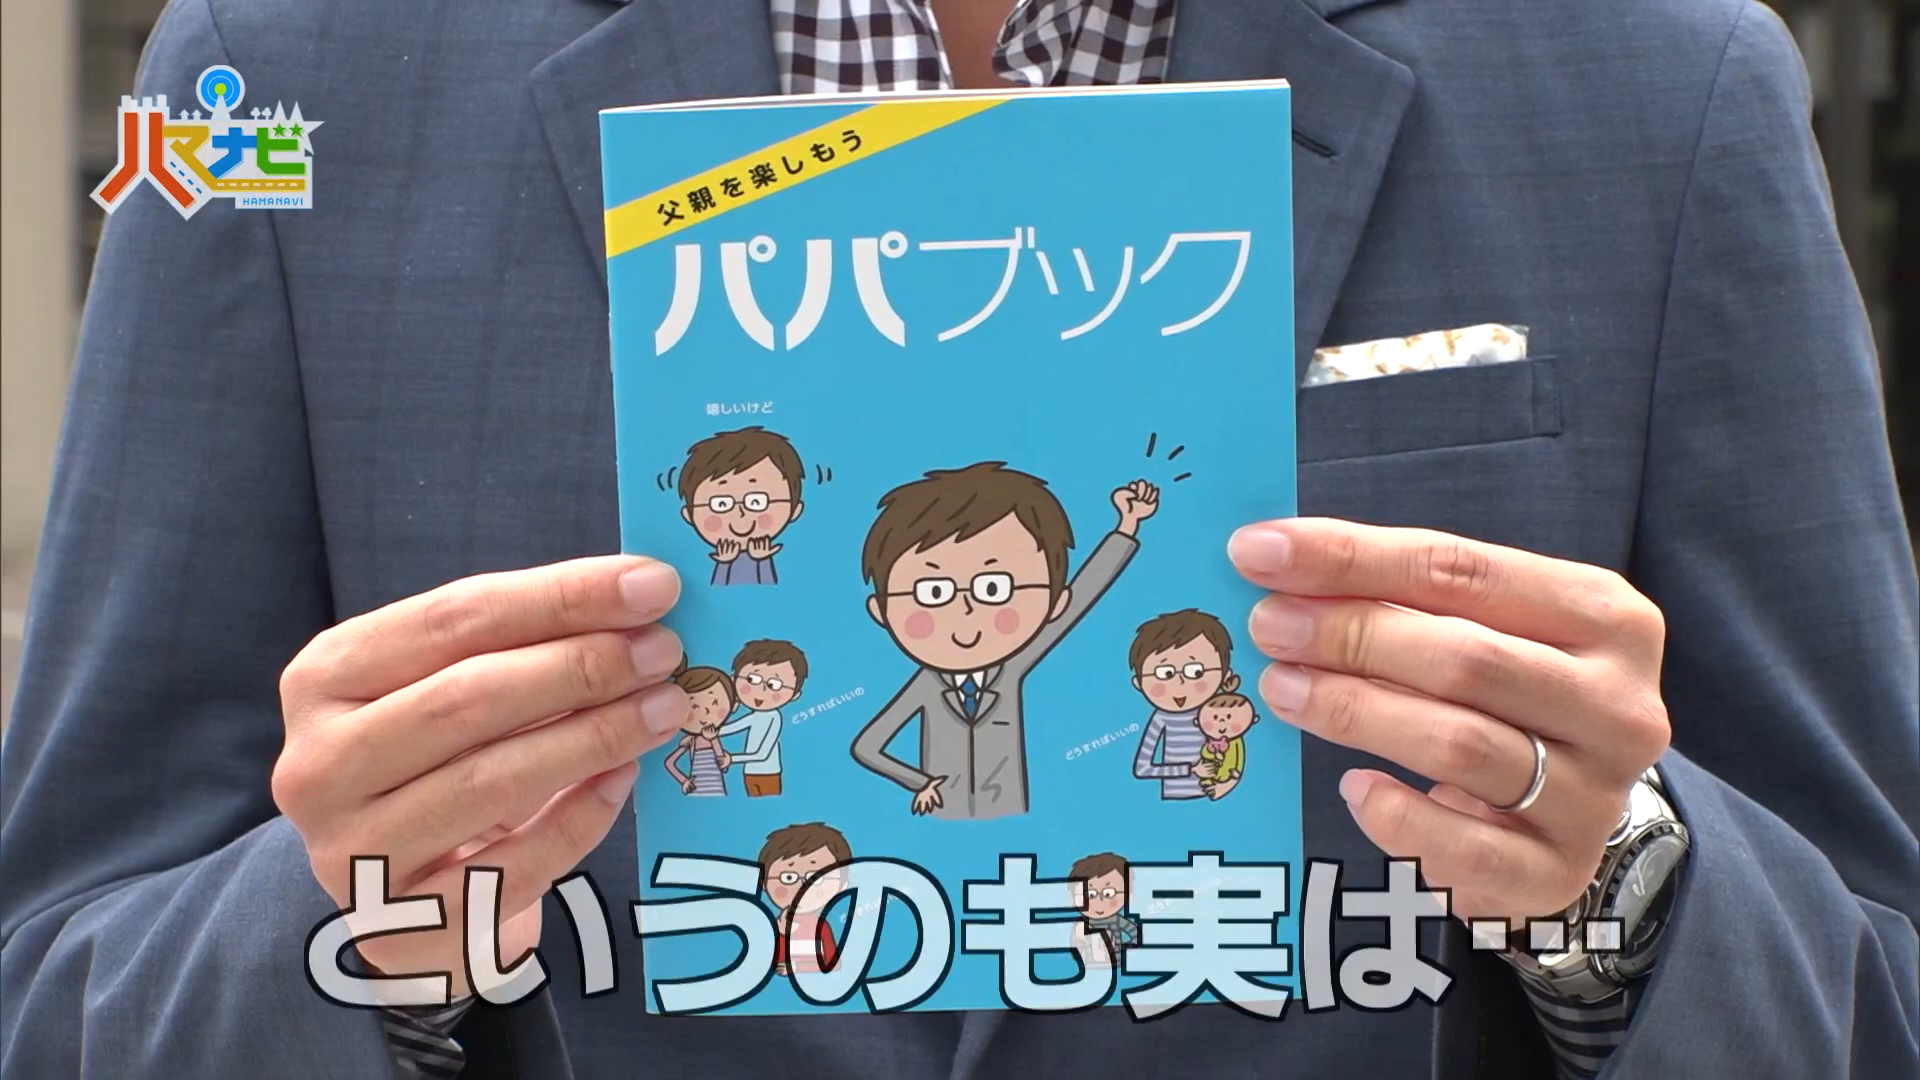 ハマナビ
HAMANAVI
父親を楽しもう
パパブック
嬉しいけど
どうすればいいの
どうすればいいの
というのも実は…